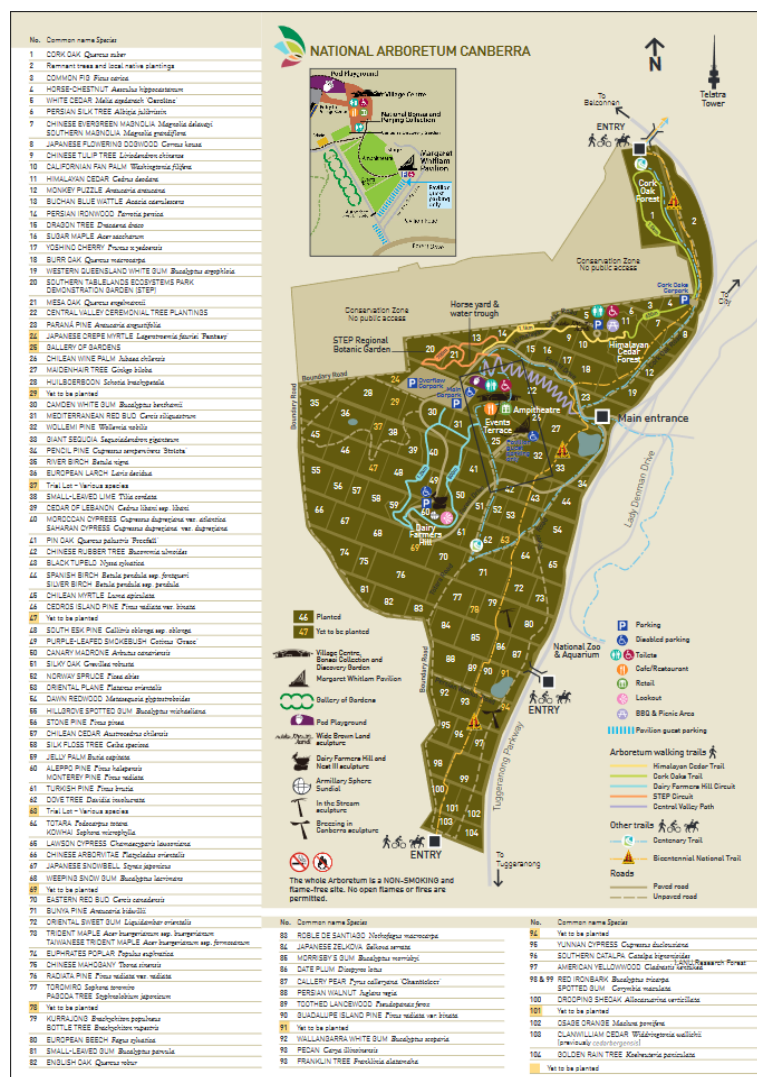 No. Common name Species
1 CORK OAK Quercus suber
2 Remnant trees and local native plantings
3 COMMON FIG Ficus carica
4 HORSE-CHESTNUT Aesculus hippocastanum
5 WHITE CEDAR Melia azedarach 'Caroline'
6 PERSIAN SILK TREE Albizia julibrissin
7 CHINESE EVERGREEN MAGNOLIA Magnolia delavayi
SOUTHERN MAGNOLIA Magnolia grandiflora
8 JAPANESE FLOWERING DOGWOOD Cornus kousa
9 CHINESE TULIP TREE Liriodendron chinense
10 CALIFORNIAN FAN PALM Washingtonia filifera
11 HIMALAYAN CEDAR Cedrus deodara
12 MONKEY PUZZLE Araucaria araucana
13 BUCHAN BLUE WATTLE Acacia caerulescens
14 PERSIAN IRONWOOD Parrotia persica
15 DRAGON TREE Dracaena draco
16 SUGAR MAPLE Acer saccharum
17 YOSHINO CHERRY Prunus x yedoensis
18 BURR OAK Quercus macrocarpa
19 WESTERN QUEENSLAND WHITE GUM Eucalyptus argophloia
20 SOUTHERN TABLELANDS ECOSYSTEMS PARK
DEMONSTRATION GARDEN (STEP)
21 MESA OAK Quercus engelmannii
22 CENTRAL VALLEY CEREMONIAL TREE PLANTINGS
23 PARANÁ PINE Araucaria angustifolia
24 JAPANESE CREPE MYRTLE Lagerstroemia fauriei 'Fantasy'
25 GALLERY OF GARDENS
26 CHILEAN WINE PALM Jubaea chilensis
27 MAIDENHAIR TREE Ginkgo biloba
28 HUILBOERBOON Schotia brachypetala
29 Yet to be planted
30 CAMDEN WHITE GUM Eucalyptus benthamii
31 MEDITERRANEAN RED BUD Cercis siliquastrum
32 WOLLEMI PINE Wollemia nobilis
33 GIANT SEQUOIA Sequoiadendron giganteum
34 PENCIL PINE Cupressus sempervirens 'Stricta'
35 RIVER BIRCH Betula nigra
36 EUROPEAN LARCH Larix decidua
37 Trial Lot – Various species
38 SMALL-LEAVED LIME Tilia cordata
39 CEDAR OF LEBANON Cedrus libani ssp. libani
40 MOROCCAN CYPRESS Cupressus dupreziana var. atlantica
SAHARAN CYPRESS Cupressus dupreziana var. dupreziana
41 PIN OAK Quercus palustris 'Freefall'
42 CHINESE RUBBER TREE Eucommia ulmoides
43 BLACK TUPELO Nyssa sylvatica
44 SPANISH BIRCH Betula pendula ssp. fontqueri
SILVER BIRCH Betula pendula ssp. pendula
45 CHILEAN MYRTLE Luma apiculata
46 CEDROS ISLAND PINE Pinus radiata var. binata
47 Yet to be planted
48 SOUTH ESK PINE Callitris oblonga ssp. oblonga
49 PURPLE-LEAFED SMOKEBUSH Cotinus 'Grace'
50 CANARY MADRONE Arbutus canariensis
51 SILKY OAK Grevillea robusta
52 NORWAY SPRUCE Picea abies
53 ORIENTAL PLANE Platanus orientalis
54 DAWN REDWOOD Metasequoia glyptostroboides
55 HILLGROVE SPOTTED GUM Eucalyptus michaeliana
56 STONE PINE Pinus pinea
57 CHILEAN CEDAR Austrocedrus chilensis
58 SILK FLOSS TREE Ceiba speciosa
59 JELLY PALM Butia capitata
60 ALEPPO PINE Pinus halepensis
MONTEREY PINE Pinus radiata
61 TURKISH PINE Pinus brutia
62 DOVE TREE Davidia involucrata
63 Trial Lot – Various species
64 TOTARA Podocarpus totara
KOWHAI Sophora microphylla
65 LAWSON CYPRESS Chamaecyparis lawsoniana
66 CHINESE ARBORVITAE Platycladus orientalis
67 JAPANESE SNOWBELL Styrax japonicus
68 WEEPING SNOW GUM Eucalyptus lacrimans
69 Yet to be planted
70 EASTERN RED BUD Cercis canadensis
71 BUNYA PINE Araucaria bidwillii
72 ORIENTAL SWEET GUM Liquidambar orientalis
73 TRIDENT MAPLE Acer buergerianum ssp. buergerianum
TAIWANESE TRIDENT MAPLE Acer buergerianum ssp. formosanum
74 EUPHRATES POPLAR Populus euphratica
75 CHINESE MAHOGANY Toona sinensis
76 RADIATA PINE Pinus radiata var. radiata
77 TOROMIRO Sophora toromiro
PAGODA TREE Styphnolobium japonicum
78 Yet to be planted
79 KURRAJONG Brachychiton populneus
BOTTLE TREE Brachychiton rupestris
80 EUROPEAN BEECH Fagus sylvatica
81 SMALL-LEAVED GUM Eucalyptus parvula
82 ENGLISH OAK Quercus robur
NATIONAL ARBORETUM CANBERRA
Pod Playground
Village Centre
National Bonsai and
Penjing Collection
Amphitheatre
Margaret
Whitlam
Pavilion
Pavilion
guest
parking
only
Forest Drive
N
Telstra
Tower
To
Belconnen
ENTRY
Cork
Oak
Forest
Conservation Zone
No public access
Cork Oaks
Carpark
To
City
Conservation Zone
No public access
Horse yard &
water trough
STEP Regional
Botanic Garden
Himalayan
Cedar
Forest
Boundary Road
Overflow
Carpark
Main
Carpark
Events
Terrace
Amphitheatre
Main entrance
Boundary Road
Lady Denman Drive
Dairy
Farmers
Hill
National Zoo
& Aquarium
ENTRY
Boundary Road
Tuggeranong Parkway
ENTRY
To
Tuggeranong
46 Planted
47 Yet to be planted
Village Centre,
Bonsai Collection and
Discovery Garden
Margaret Whitlam Pavilion
Gallery of Gardens
Pod Playground
Wide Brown Land
sculpture
Dairy Farmers Hill and
Nest III sculpture
Armillary Sphere
Sundial
In the Stream
sculpture
Breezing in
Canberra sculpture
The whole Arboretum is a NON-SMOKING and
flame-free site. No open flames or fires are
permitted.
P Parking
Disabled parking
Toilets
Cafe/Restaurant
Retail
Lookout
BBQ & Picnic Area
Pavilion guest parking
Arboretum walking trails
Himalayan Cedar Trail
Cork Oaks Trail
Dairy Farmers Hill Circuit
STEP Circuit
Central Valley Path
Other trails
Centenary Trail
Bicentennial National Trail
Roads
Paved road
Unpaved road
No. Common name Species
83 ROBLE DE SANTIAGO Nothofagus macrocarpa
84 JAPANESE ZELKOVA Zelkova serrata
85 MORRISBY'S GUM Eucalyptus morrisbyi
86 DATE PLUM Diospyros lotus
87 CALLERY PEAR Pyrus calleryana 'Chanticleer'
88 PERSIAN WALNUT Juglans regia
89 TOOTHED LANCEWOOD Pseudopanax ferox
90 GUADALUPE ISLAND PINE Pinus radiata var. binata
91 Yet to be planted
92 WALLANGARRA WHITE GUM Eucalyptus scoparia
93 PECAN Carya illinoinensis
93 FRANKLIN TREE Franklinia alatamaha
No. Common name Species
94 Yet to be planted
95 YUNNAN CYPRESS Cupressus duclouxiana
96 SOUTHERN CATALPA Catalpa bignonioides
97 AMERICAN YELLOWWOOD Cladrastis kentukea
ANU Research Forest
98 & 99 RED IRONBARK Eucalyptus tricarpa
SPOTTED GUM Corymbia maculata
100 DROOPING SHEOAK Allocasuarina verticillata
101 Yet to be planted
102 OSAGE ORANGE Maclura pomifera
103 CLANWILLIAM CEDAR Widdringtonia wallichii
(previously cedarbergensis)
104 GOLDEN RAIN TREE Koelreuteria paniculata
Yet to be planted